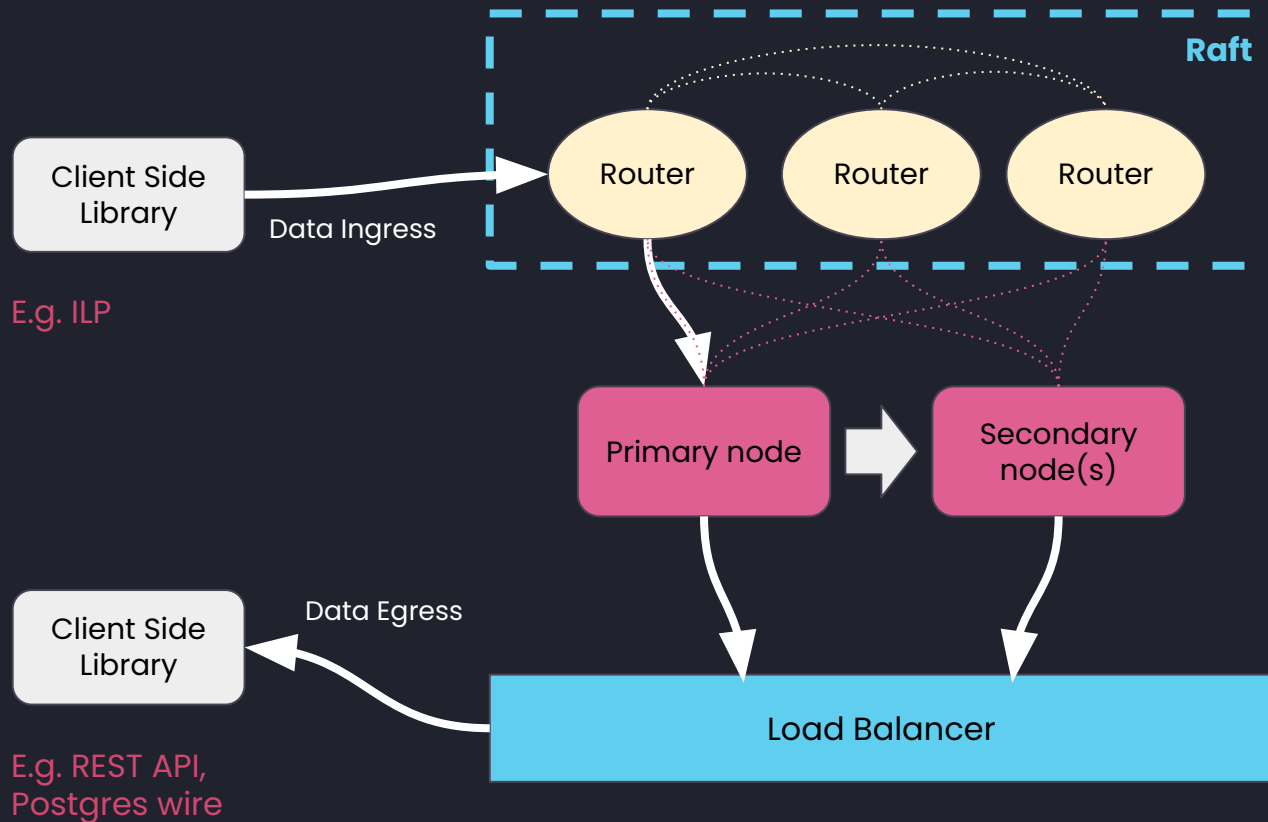 Raft
Client Side
Library
Router
Router
Router
Data Ingress
E.g. ILP
Primary node
Secondary
node(s)
Client Side
Library
Data Egress
Load Balancer
E.g. REST API,
Postgres wire